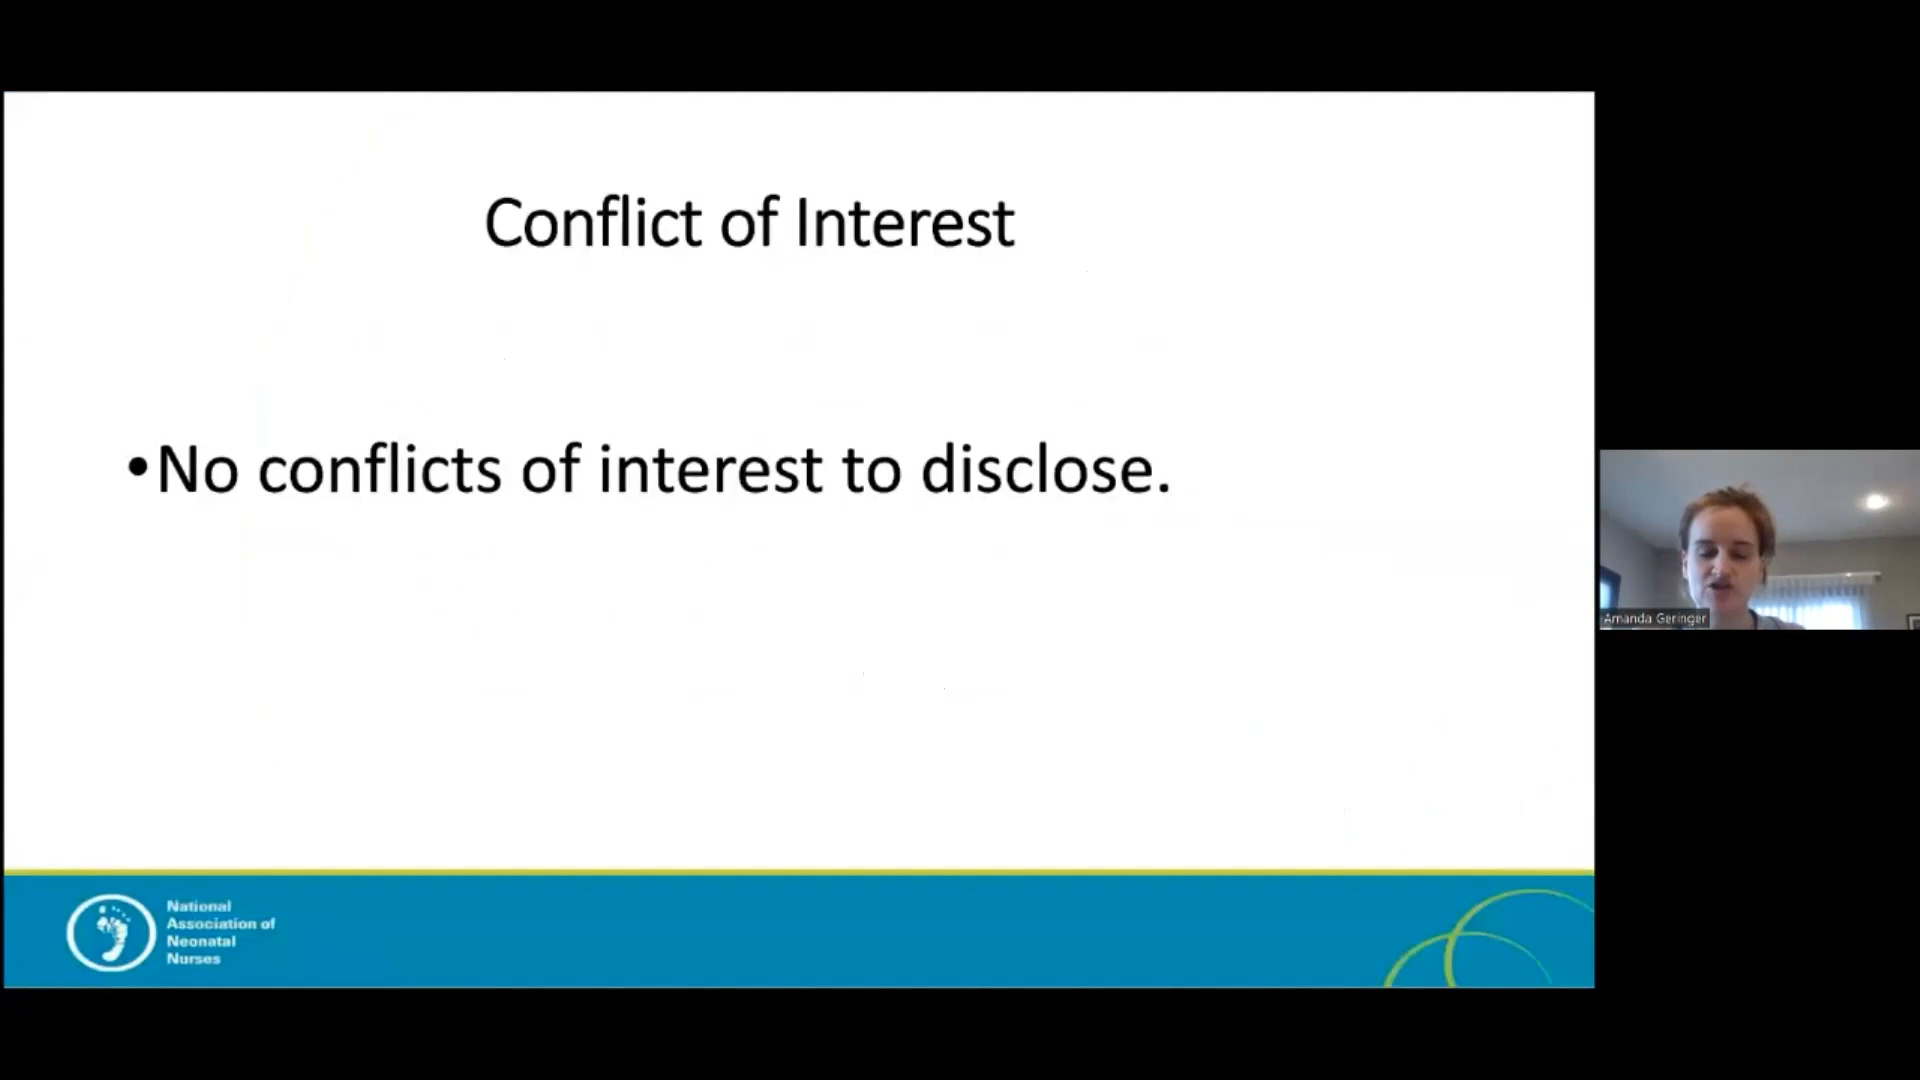 Conflict of Interest
•No conflicts of interest to disclose.
Amanda Geringer
National
Association of
Neonatal
Nurses